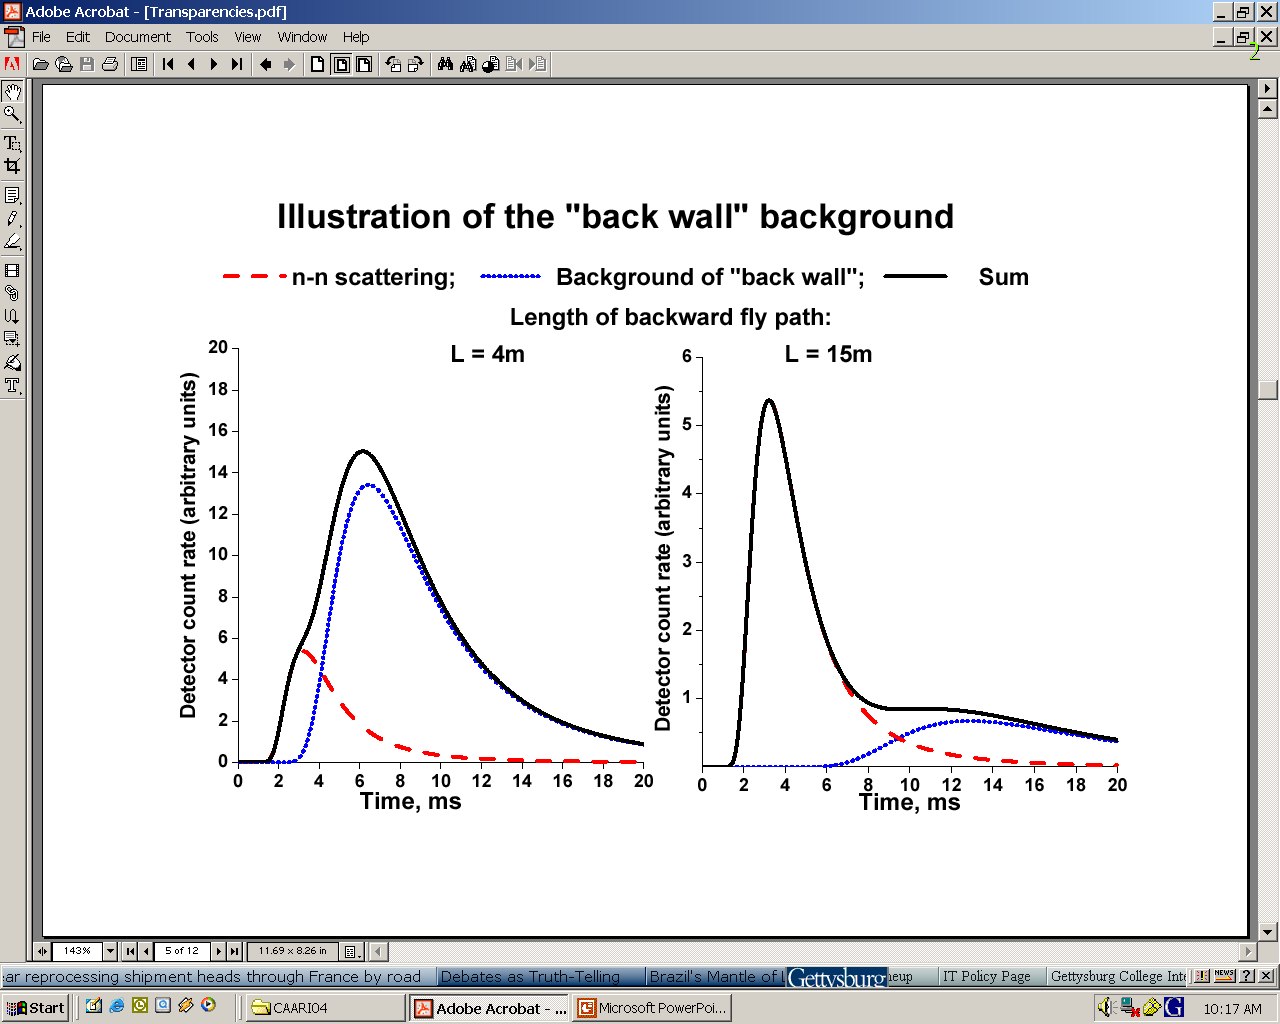 Adobe Acrobat - [Transparencies.pdf]
File Edit Document Tools View Window Help
2
Illustration of the "back wall" background
n-n scattering; Background of "back wall"; Sum
Length of backward fly path:
L = 4m
20
18
16
14
12
10
8
6
4
2
0
Detector count rate (arbitrary units)
0 2 4 6 8 10 12 14 16 18 20
Time, ms
L = 15m
6
5
4
3
2
1
Detector count rate (arbitrary units)
0 2 4 6 8 10 12 14 16 18 20
Time, ms
143% 5 of 12 11.69 x 8.26 in
ear reprocessing shipment heads through France by road Debates as Truth-Telling Brazil's Mantle of L Gettysburg neup IT Policy Page Gettysburg College Inte NEWS ? X
Start CAARI04 Adobe Acrobat - ... Microsoft PowerPoi... G 10:17 AM